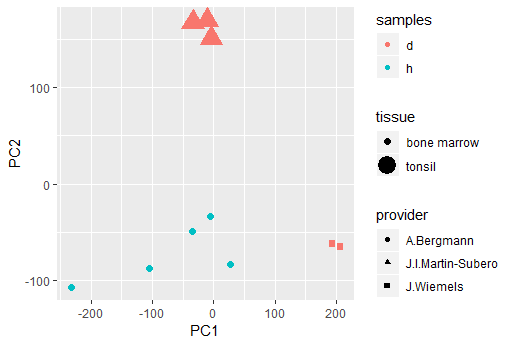 samples
d
h
tissue
bone marrow
tonsil
provider
A.Bergmann
J.I.Martin-Subero
J.Wiemels
PC2
100
0
-100
-200
-100
0
100
200
PC1